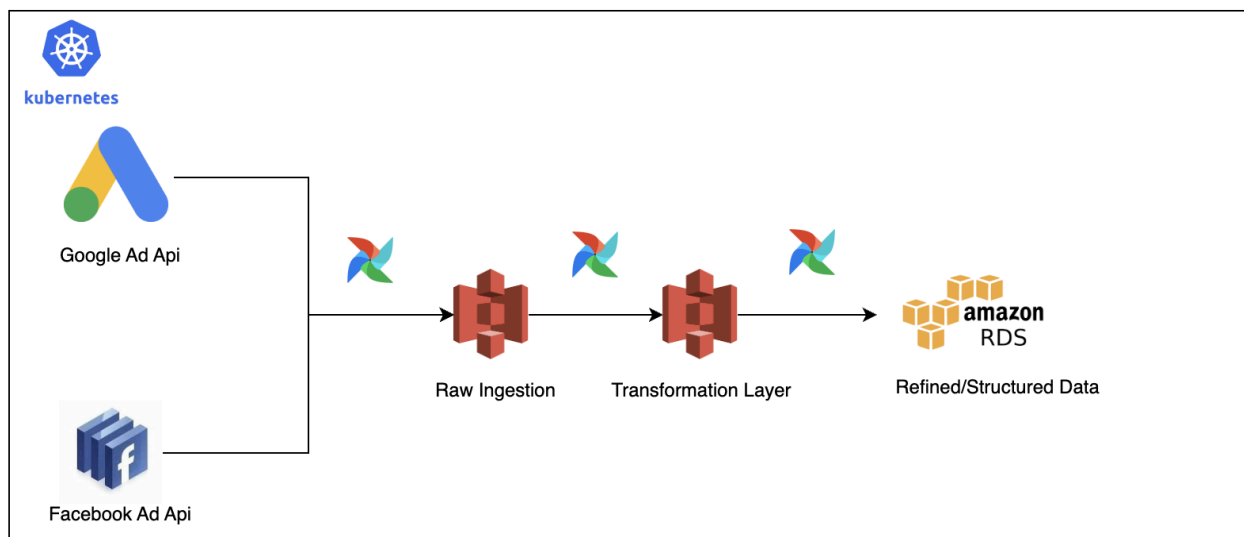 kubernetes
Google Ad Api
Raw Ingestion
Transformation Layer
amazon
RDS
Refined/Structured Data
f
Facebook Ad Api